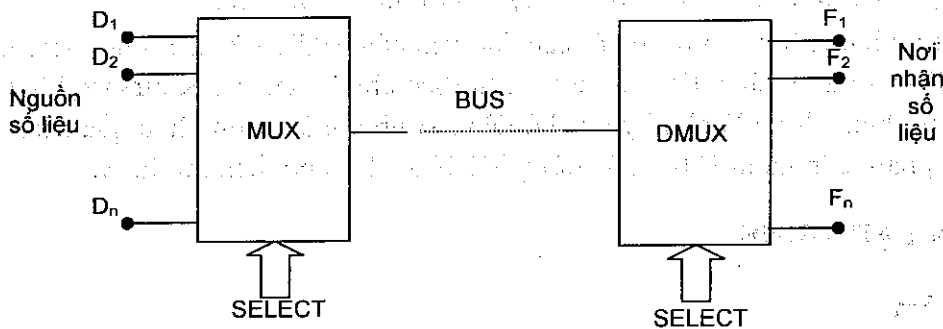 D₁
D₂
Nguồn
số liệu
Dₙ
MUX
SELECT
BUS
DMUX
SELECT
F₁
F₂
Fₙ
Nơi
nhận
số
liệu